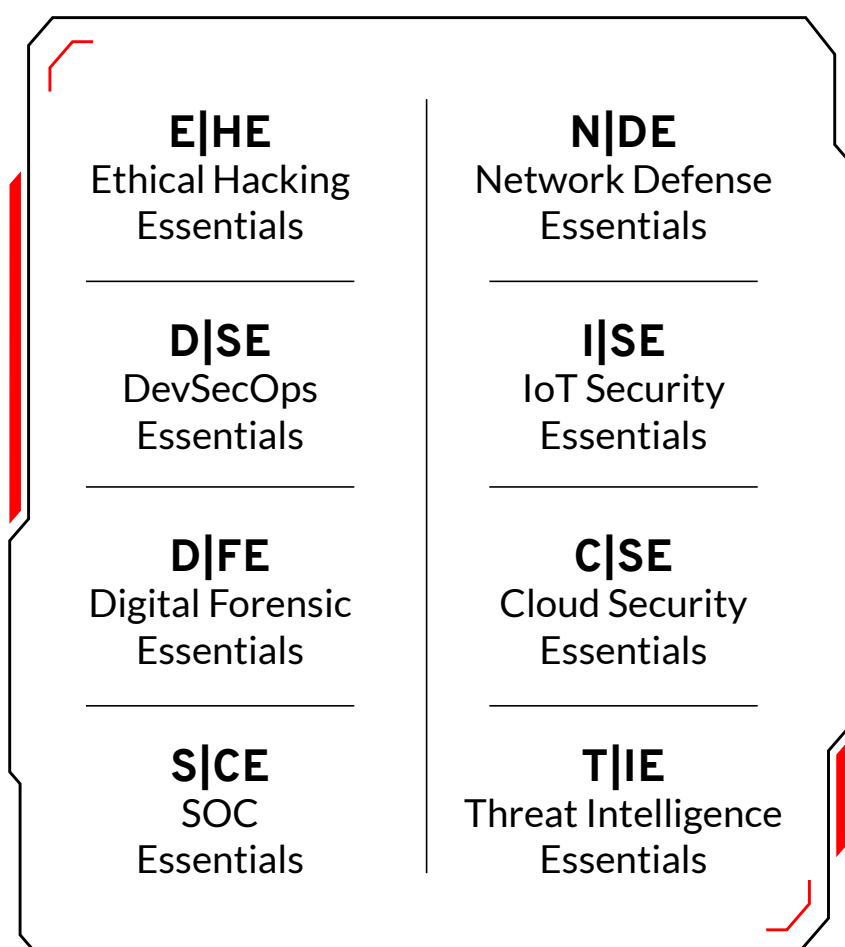 E|HE
Ethical Hacking
Essentials
N|DE
Network Defense
Essentials
D|SE
DevSecOps
Essentials
I|SE
IoT Security
Essentials
D|FE
Digital Forensic
Essentials
C|SE
Cloud Security
Essentials
S|CE
SOC
Essentials
T|IE
Threat Intelligence
Essentials